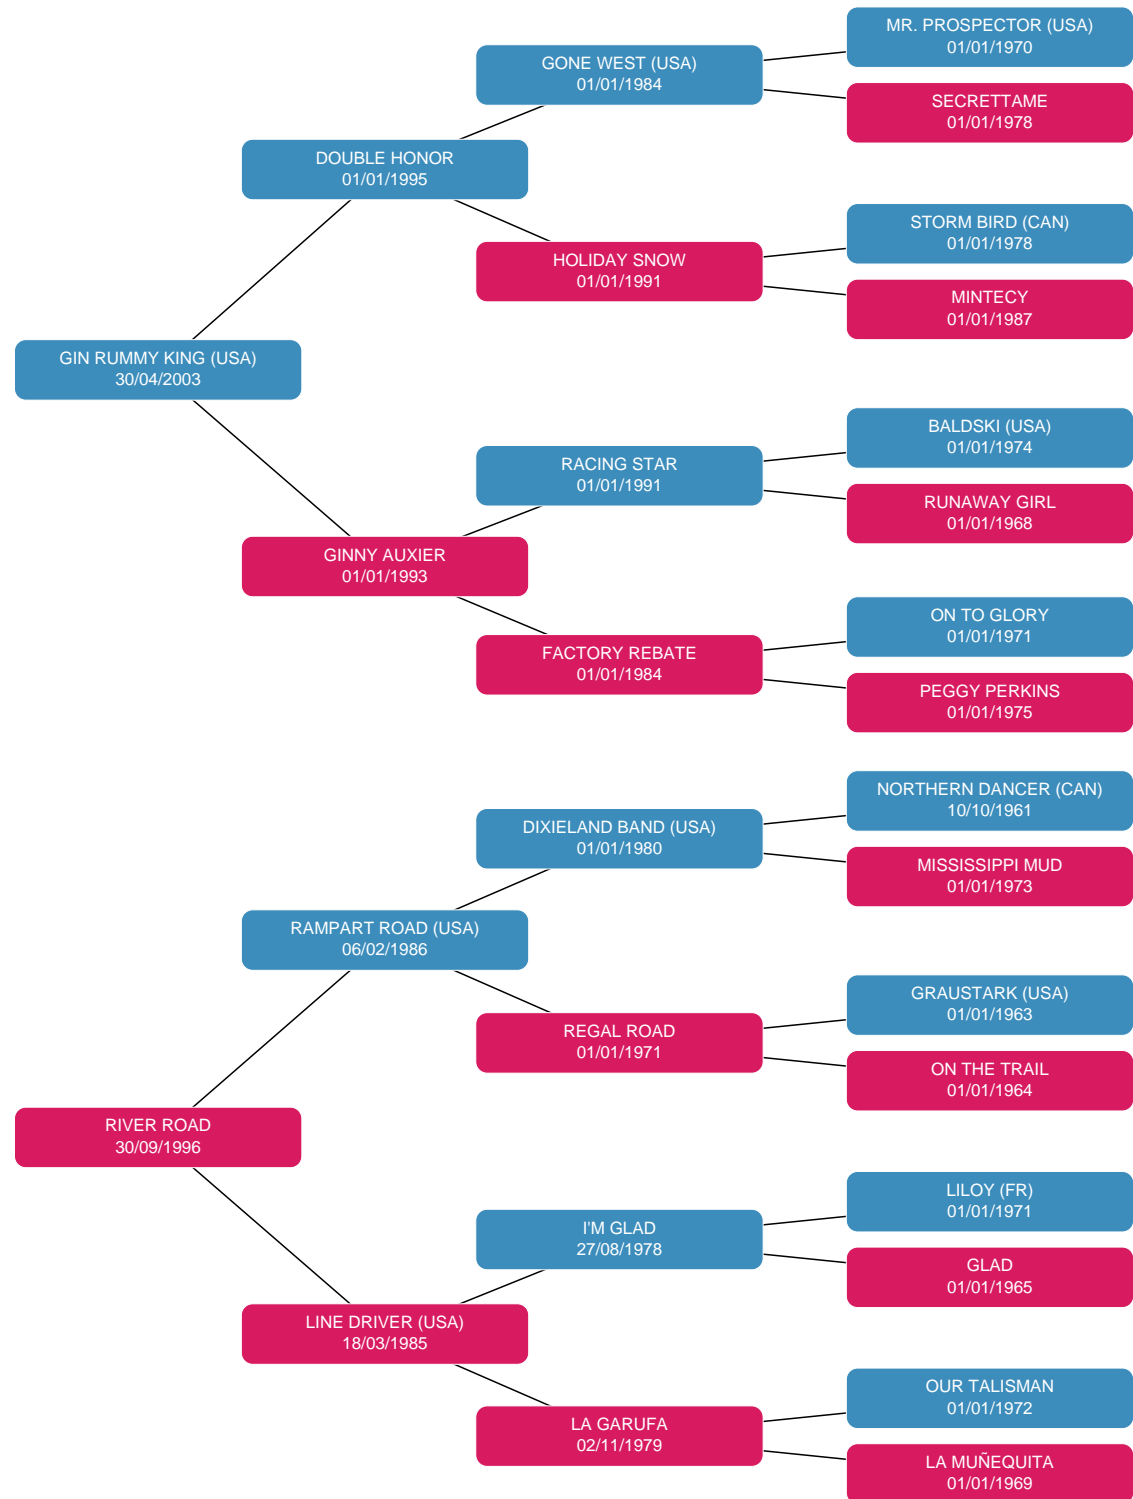 MR. PROSPECTOR (USA)
01/01/1970
GONE WEST (USA)
01/01/1984
SECRETTAME
01/01/1978
DOUBLE HONOR
01/01/1995
STORM BIRD (CAN)
01/01/1978
HOLIDAY SNOW
01/01/1991
MINTECY
01/01/1987
GIN RUMMY KING (USA)
30/04/2003
BALDSKI (USA)
01/01/1974
RACING STAR
01/01/1991
RUNAWAY GIRL
01/01/1968
GINNY AUXIER
01/01/1993
ON TO GLORY
01/01/1971
FACTORY REBATE
01/01/1984
PEGGY PERKINS
01/01/1975
NORTHERN DANCER (CAN)
10/10/1961
DIXIELAND BAND (USA)
01/01/1980
MISSISSIPPI MUD
01/01/1973
RAMPART ROAD (USA)
06/02/1986
GRAUSTARK (USA)
01/01/1963
REGAL ROAD
01/01/1971
ON THE TRAIL
01/01/1964
RIVER ROAD
30/09/1996
LILOY (FR)
01/01/1971
I'M GLAD
27/08/1978
GLAD
01/01/1965
LINE DRIVER (USA)
18/03/1985
OUR TALISMAN
01/01/1972
LA GARUFA
02/11/1979
LA MUÑEQUITA
01/01/1969